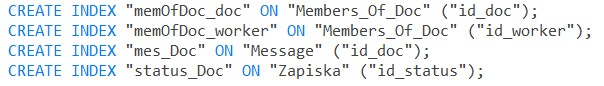 CREATE INDEX "memOfDoc_doc" ON "Members_Of_Doc" ("id_doc");
CREATE INDEX "memOfDoc_worker" ON "Members_Of_Doc" ("id_worker");
CREATE INDEX "mes_Doc" ON "Message" ("id_doc");
CREATE INDEX "status_Doc" ON "Zapiska" ("id_status");